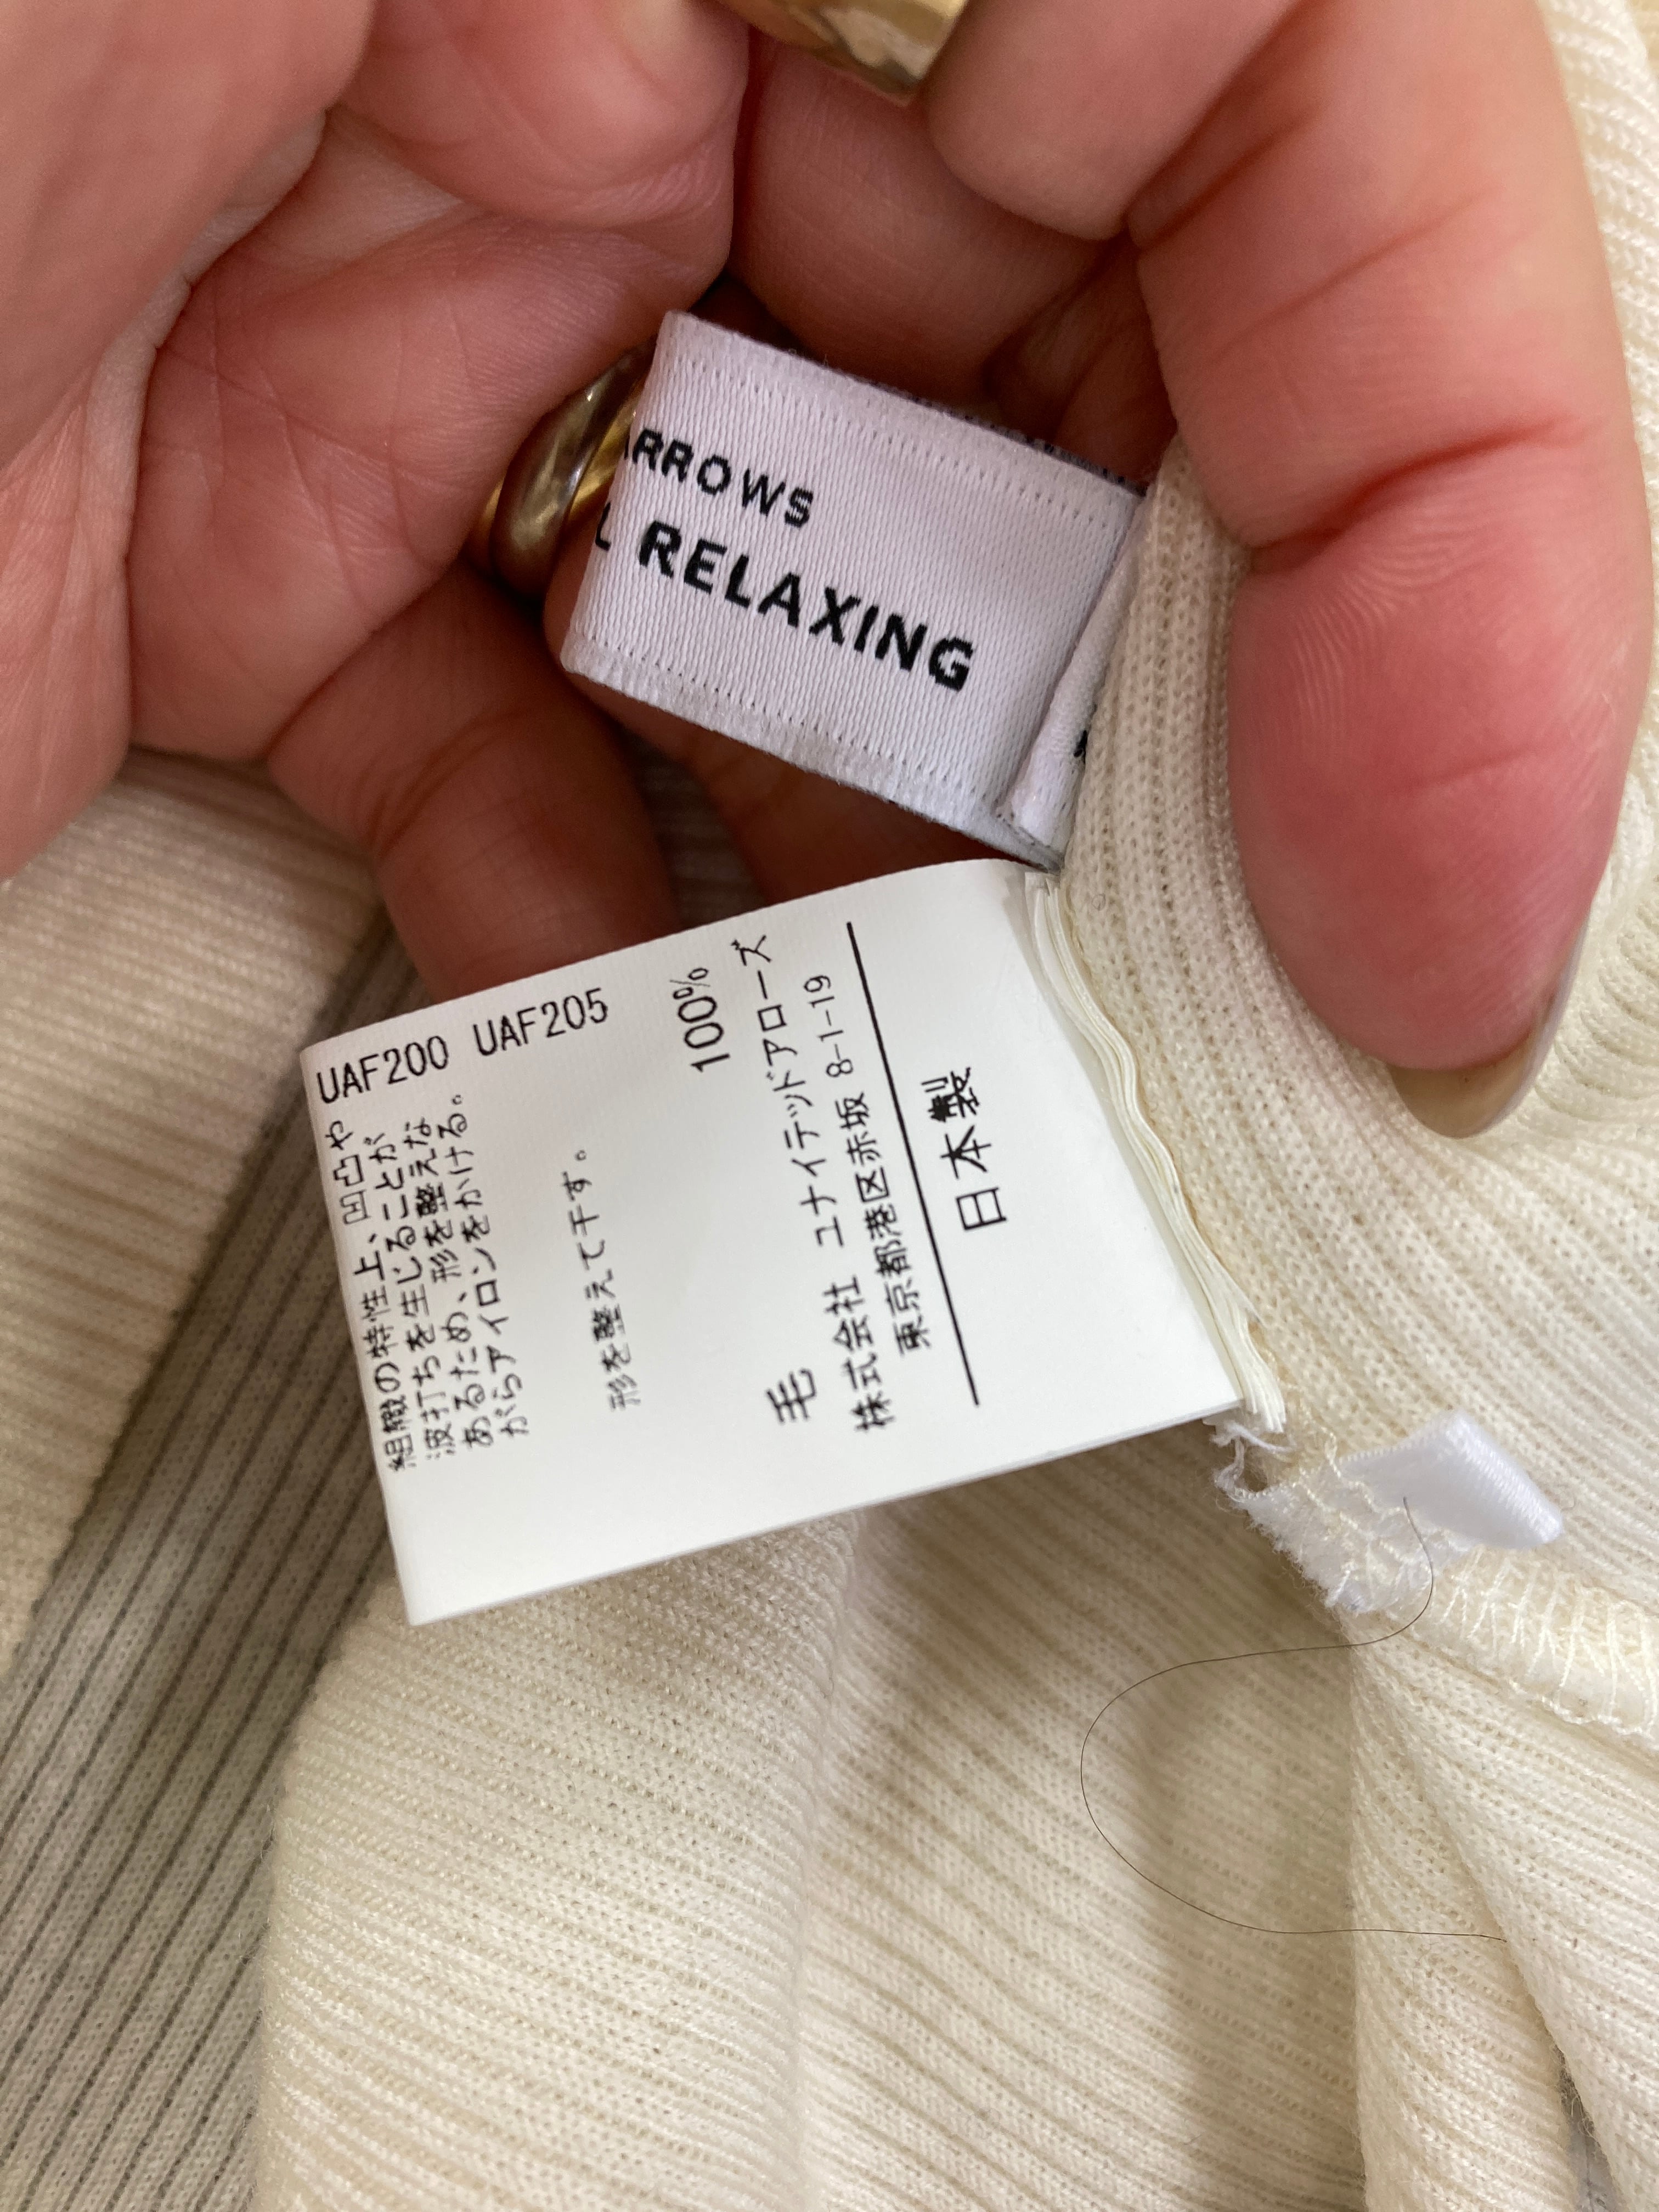 ARROWS
L RELAXING
日本製
東京都港区赤坂 8-1-19
株式会社 ユナイテッドアローズ
毛 100%
形を整えて干す。
組織の特性上、凹凸や
波打ちを生じることが
あるため、形を整えな
がらアイロンをかける。
UAF200 UAF205